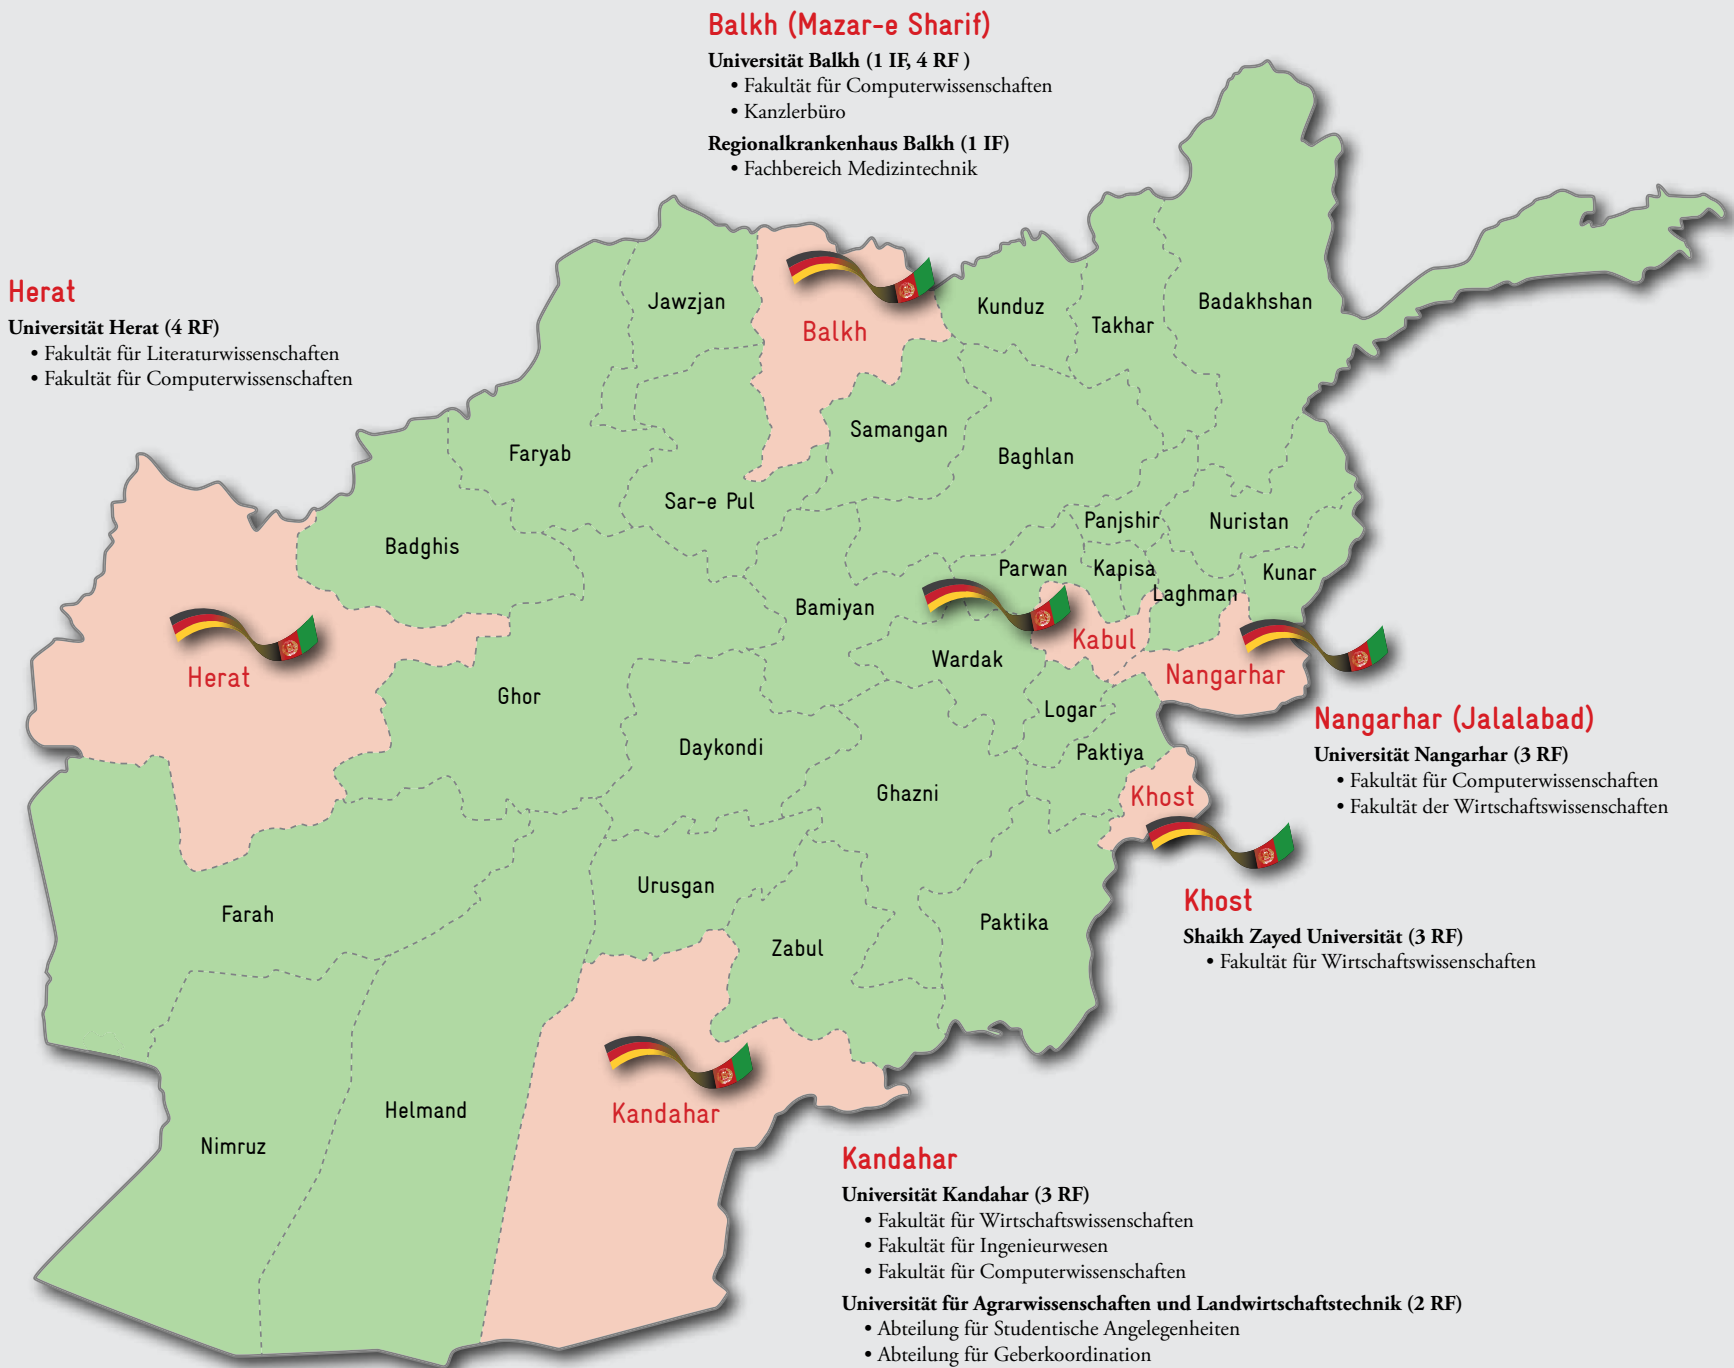 Balkh (Mazar-e Sharif)
Universität Balkh (1 IF, 4 RF )
• Fakultät für Computerwissenschaften
• Kanzlerbüro
Regionalkrankenhaus Balkh (1 IF)
• Fachbereich Medizintechnik
Herat
Universität Herat (4 RF)
• Fakultät für Literaturwissenschaften
• Fakultät für Computerwissenschaften
Jawzjan
Balkh
Kunduz
Takhar
Badakhshan
Faryab
Samangan
Baghlan
Sar-e Pul
Badghis
Panjshir
Nuristan
Parwan
Kapisa
Kunar
Laghman
Bamiyan
Kabul
Herat
Wardak
Nangarhar
Ghor
Logar
Daykondi
Paktiya
Ghazni
Khost
Nangarhar (Jalalabad)
Universität Nangarhar (3 RF)
• Fakultät für Computerwissenschaften
• Fakultät der Wirtschaftswissenschaften
Urusgan
Farah
Zabul
Paktika
Khost
Shaikh Zayed Universität (3 RF)
• Fakultät für Wirtschaftswissenschaften
Helmand
Kandahar
Nimruz
Kandahar
Universität Kandahar (3 RF)
• Fakultät für Wirtschaftswissenschaften
• Fakultät für Ingenieurwesen
• Fakultät für Computerwissenschaften
Universität für Agrarwissenschaften und Landwirtschaftstechnik (2 RF)
• Abteilung für Studentische Angelegenheiten
• Abteilung für Geberkoordination